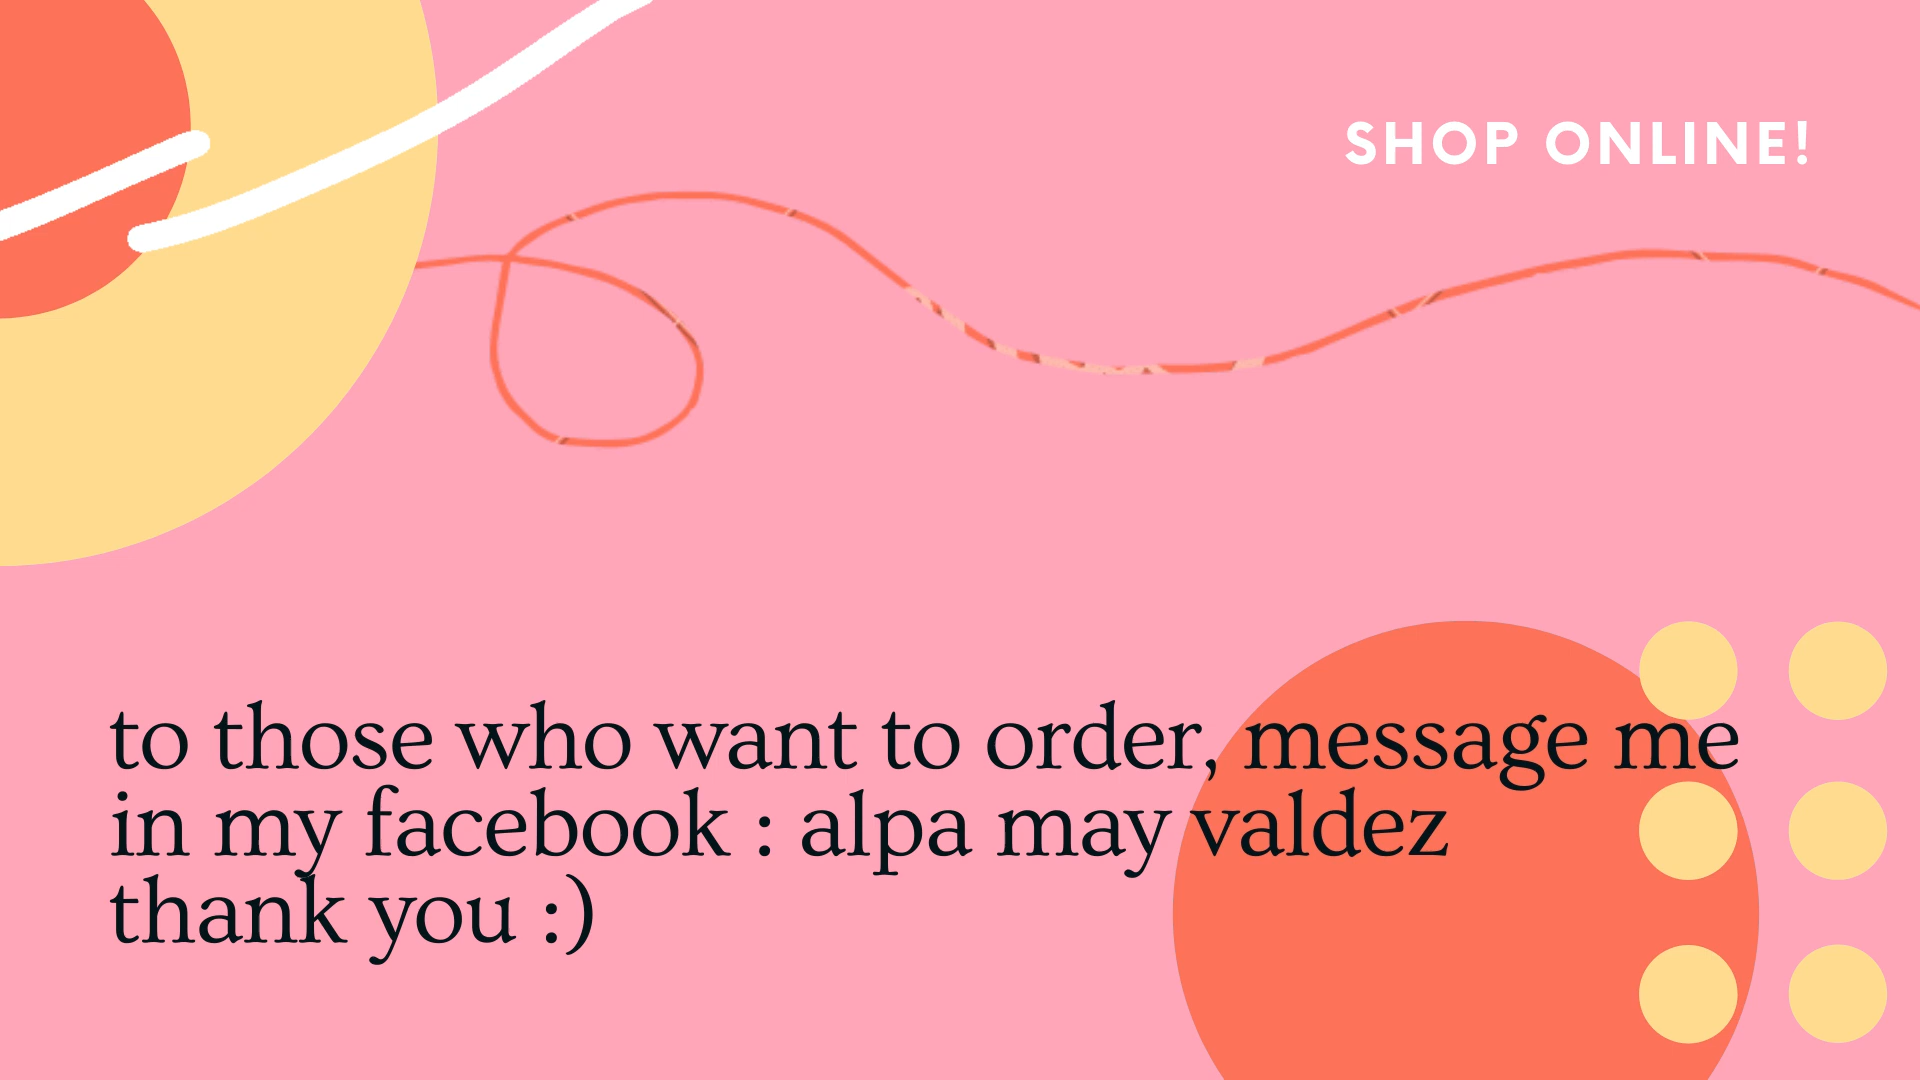 SHOP ONLINE!
to those who want to order, message me
in my facebook : alpa may valdez
thank you :)